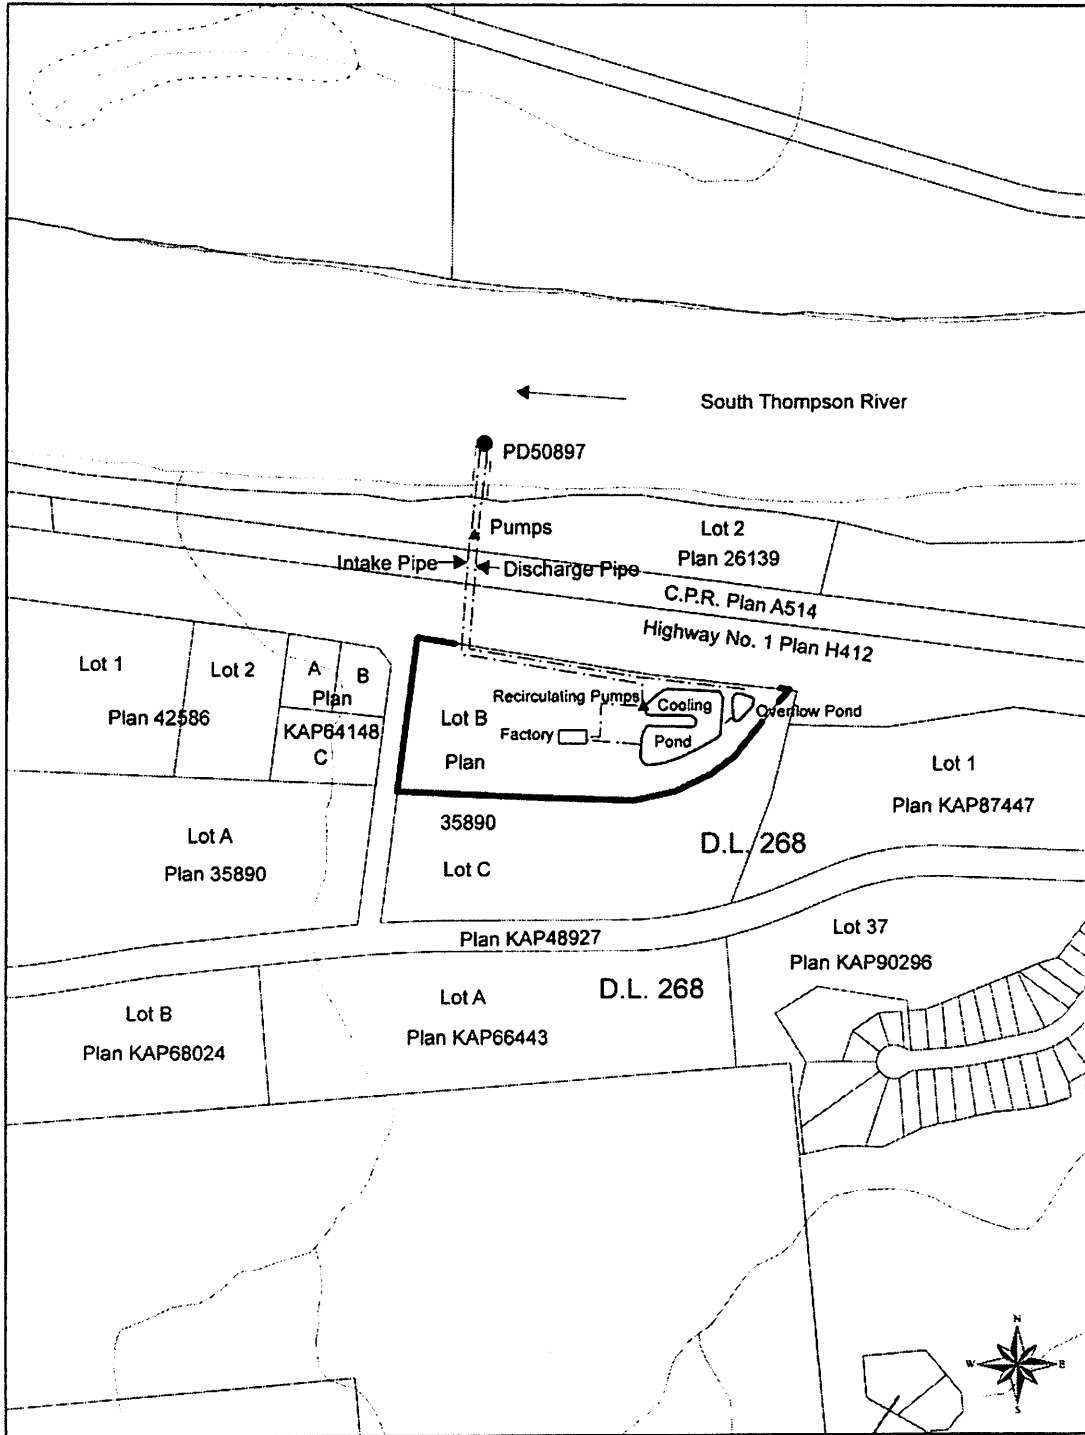 South Thompson River
PD50897
Pumps
Lot 2
Plan 26139
Intake Pipe
Discharge Pipe
C.P.R. Plan A514
Highway No. 1 Plan H412
Lot 1
Plan 42586
Lot 2
A
B
Plan
KAP64148
C
Recirculating Pumps
Cooling
Pond
Overflow Pond
Factory
Lot B
Plan
35890
Lot 1
Plan KAP87447
Lot A
Plan 35890
Lot C
D.L. 268
Plan KAP48927
Lot 37
Plan KAP90296
Lot B
Plan KAP68024
Lot A
Plan KAP66443
D.L. 268
N
W
E
S